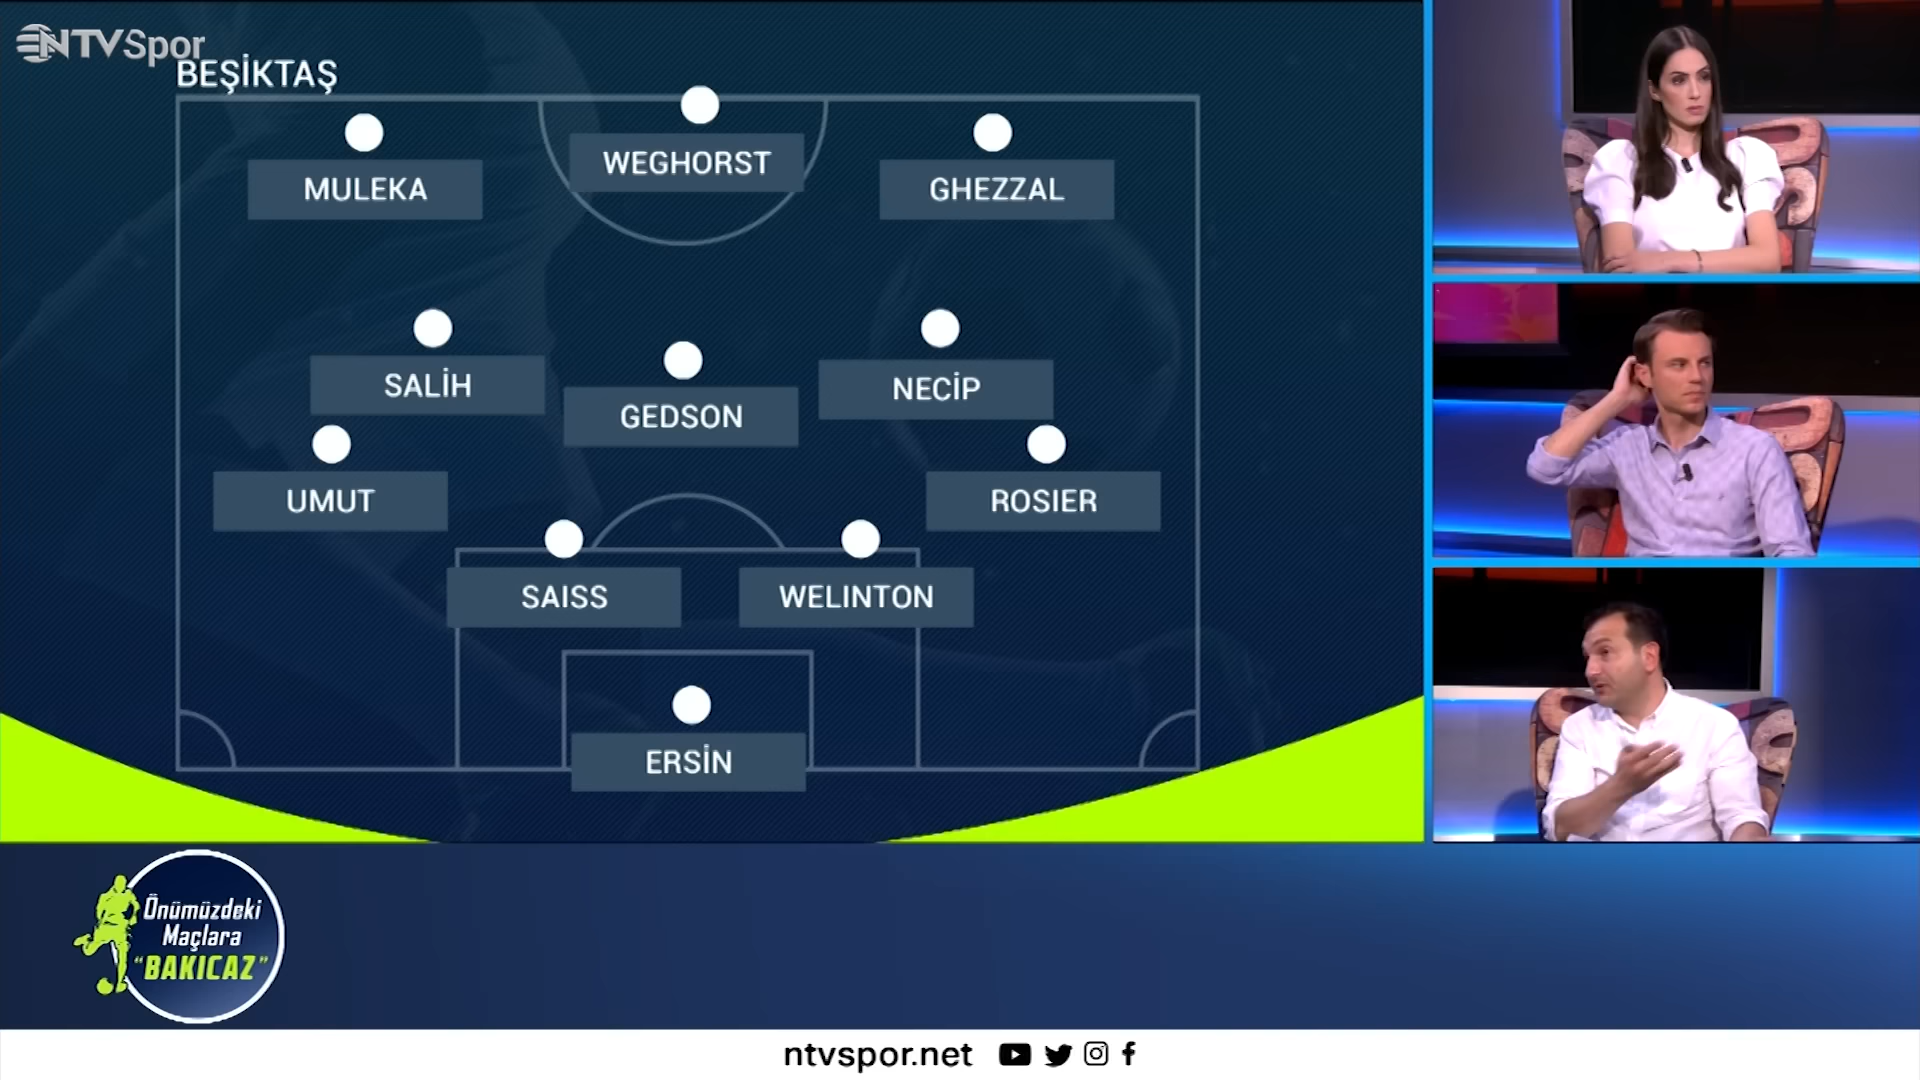 NTVSpor
BEŞİKTAŞ
WEGHORST
MULEKA
GHEZZAL
SALİH
GEDSON
NECİP
UMUT
ROSIER
SAISS
WELINTON
ERSİN
Önümüzdeki
Maçlara
"BAKICAZ"
ntvspor.net